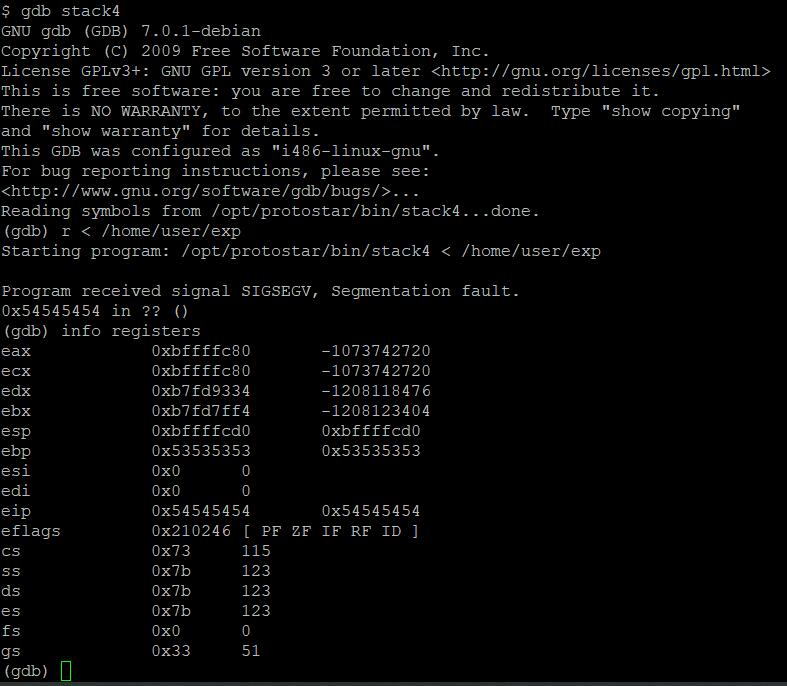 $ gdb stack4
GNU gdb (GDB) 7.0.1-debian
Copyright (C) 2009 Free Software Foundation, Inc.
License GPLv3+: GNU GPL version 3 or later <http://gnu.org/licenses/gpl.html>
This is free software: you are free to change and redistribute it.
There is NO WARRANTY, to the extent permitted by law.  Type "show copying"
and "show warranty" for details.
This GDB was configured as "i486-linux-gnu".
For bug reporting instructions, please see:
<http://www.gnu.org/software/gdb/bugs/>...
Reading symbols from /opt/protostar/bin/stack4...done.
(gdb) r < /home/user/exp
Starting program: /opt/protostar/bin/stack4 < /home/user/exp

Program received signal SIGSEGV, Segmentation fault.
0x54545454 in ?? ()
(gdb) info registers
eax            0xbffffc80       -1073742720
ecx            0xbffffc80       -1073742720
edx            0xb7fd9334       -1208118476
ebx            0xb7fd7ff4       -1208123404
esp            0xbffffcd0       0xbffffcd0
ebp            0x53535353       0x53535353
esi            0x0      0
edi            0x0      0
eip            0x54545454       0x54545454
eflags         0x210246 [ PF ZF IF RF ID ]
cs             0x73     115
ss             0x7b     123
ds             0x7b     123
es             0x7b     123
fs             0x0      0
gs             0x33     51
(gdb)